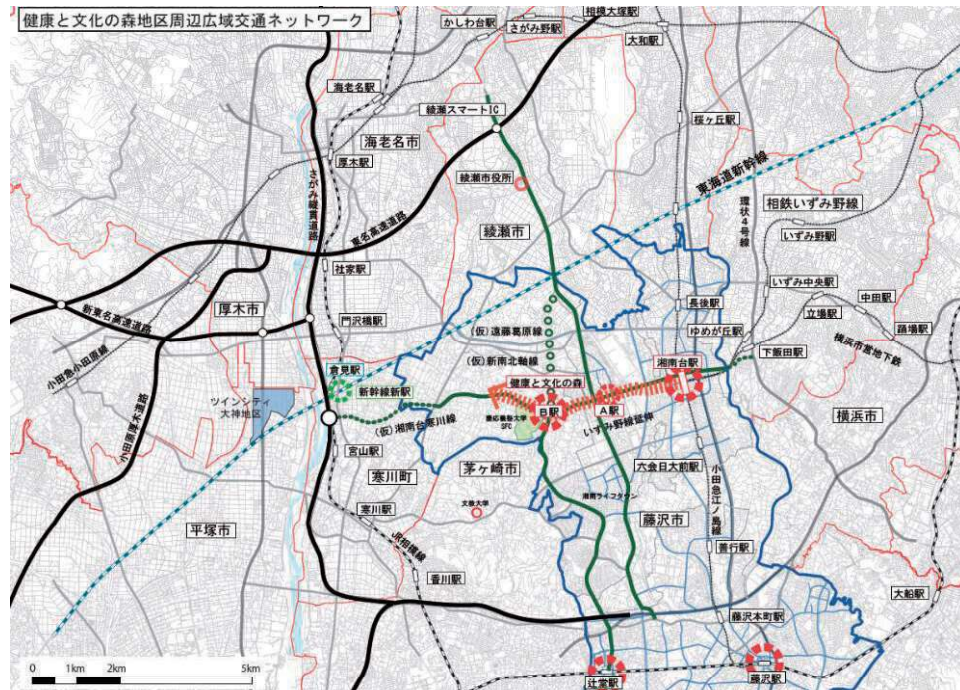 健康と文化の森地区周辺広域交通ネットワーク
相模大塚駅
かしわ台駅
さがみ野駅
大和駅
海老名駅
綾瀬スマートIC
桜ヶ丘駅
海老名市
厚木駅
さがみ縦貫道路
綾瀬市役所
東海道新幹線
東名高速道路
環状4号線
相鉄いずみ野線
綾瀬市
いずみ野駅
社家駅
いずみ中央駅
中田駅
厚木市
新東名高速道路
門沢橋駅
長後駅
立場駅
踊場駅
(仮)遠藤葛原線
ゆめが丘駅
下飯田駅
横浜市営地下鉄
小田急小田原線
(仮)新南北軸線
湘南台駅
倉見駅
新幹線新駅
健康と文化の森
ツインシティ
大神地区
B駅
A駅
慶応義塾大学
SFC
いずみ野線延伸
横浜市
(仮)湘南台寒川線
小田原厚木道路
宮山駅
寒川町
茅ヶ崎市
六会日大前駅
小田急江ノ島線
湘南ライフタウン
寒川駅
文教大学
藤沢市
平塚市
JR相模線
善行駅
香川駅
大船駅
藤沢本町駅
辻堂駅
藤沢駅
0 1km 2km 5km